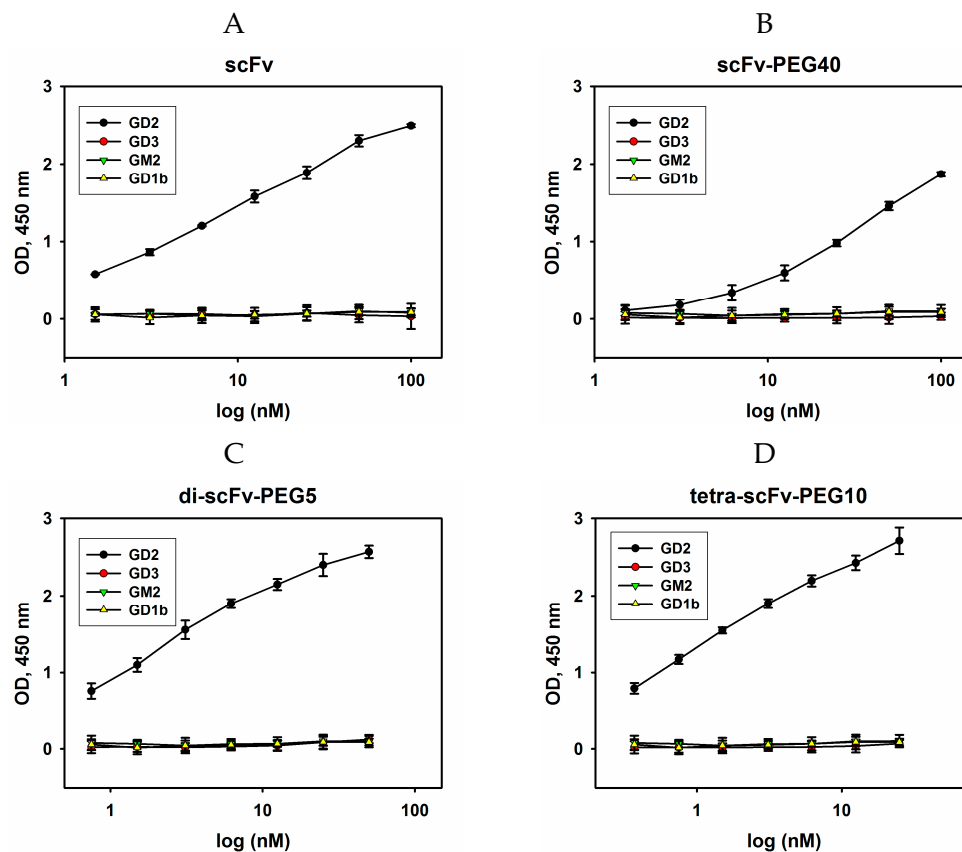 A
scFv
3
2
1
0
OD, 450 nm
GD2
GD3
GM2
GD1b
1
10
100
log (nM)
B
scFv-PEG40
3
2
1
0
OD, 450 nm
GD2
GD3
GM2
GD1b
1
10
100
log (nM)
C
di-scFv-PEG5
3
2
1
0
OD, 450 nm
GD2
GD3
GM2
GD1b
1
10
100
log (nM)
D
tetra-scFv-PEG10
3
2
1
0
OD, 450 nm
GD2
GD3
GM2
GD1b
1
10
log (nM)